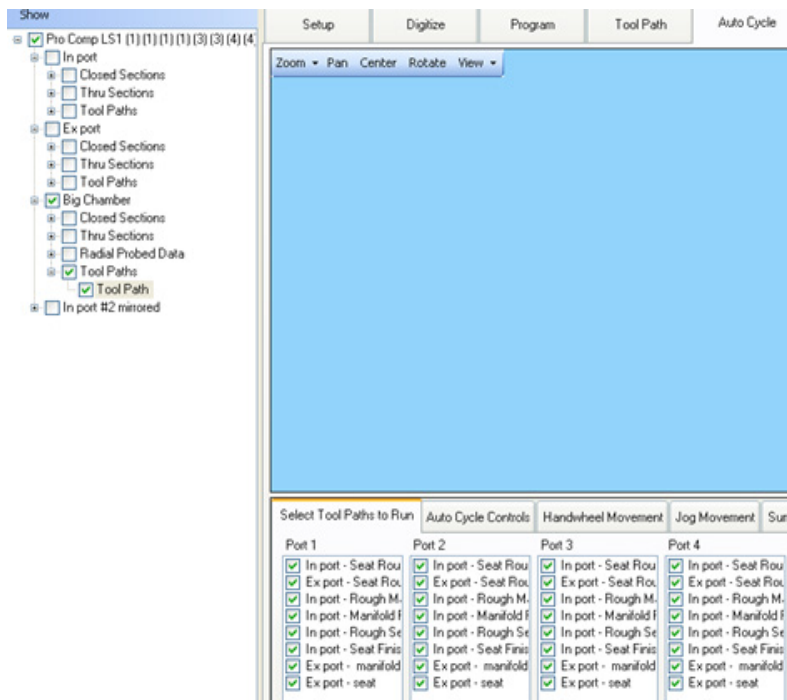 Show
Setup Digitize Program Tool Path Auto Cycle
Pro Comp LS1 (1) (1) (1) (1) (3) (3) (4) (4
In port
Closed Sections
Thru Sections
Tool Paths
Ex port
Closed Sections
Thru Sections
Tool Paths
Big Chamber
Closed Sections
Thru Sections
Radial Probed Data
Tool Paths
Tool Path
In port #2 mirrored
Zoom Pan Center Rotate View
Select Tool Paths to Run Auto Cycle Controls Handwheel Movement Jog Movement Sur
Port 1 Port 2 Port 3 Port 4
In port - Seat Rou In port - Seat Rou In port - Seat Rou In port - Seat Rou
Ex port - Seat Rou Ex port - Seat Rou Ex port - Seat Rou Ex port - Seat Rou
In port - Rough M- In port - Rough M- In port - Rough M- In port - Rough M-
In port - Manifold F In port - Manifold F In port - Manifold F In port - Manifold F
In port - Rough Se In port - Rough Se In port - Rough Se In port - Rough Se
In port - Seat Finis In port - Seat Finis In port - Seat Finis In port - Seat Finis
Ex port - manifold Ex port - manifold Ex port - manifold Ex port - manifold
Ex port - seat Ex port - seat Ex port - seat Ex port - seat